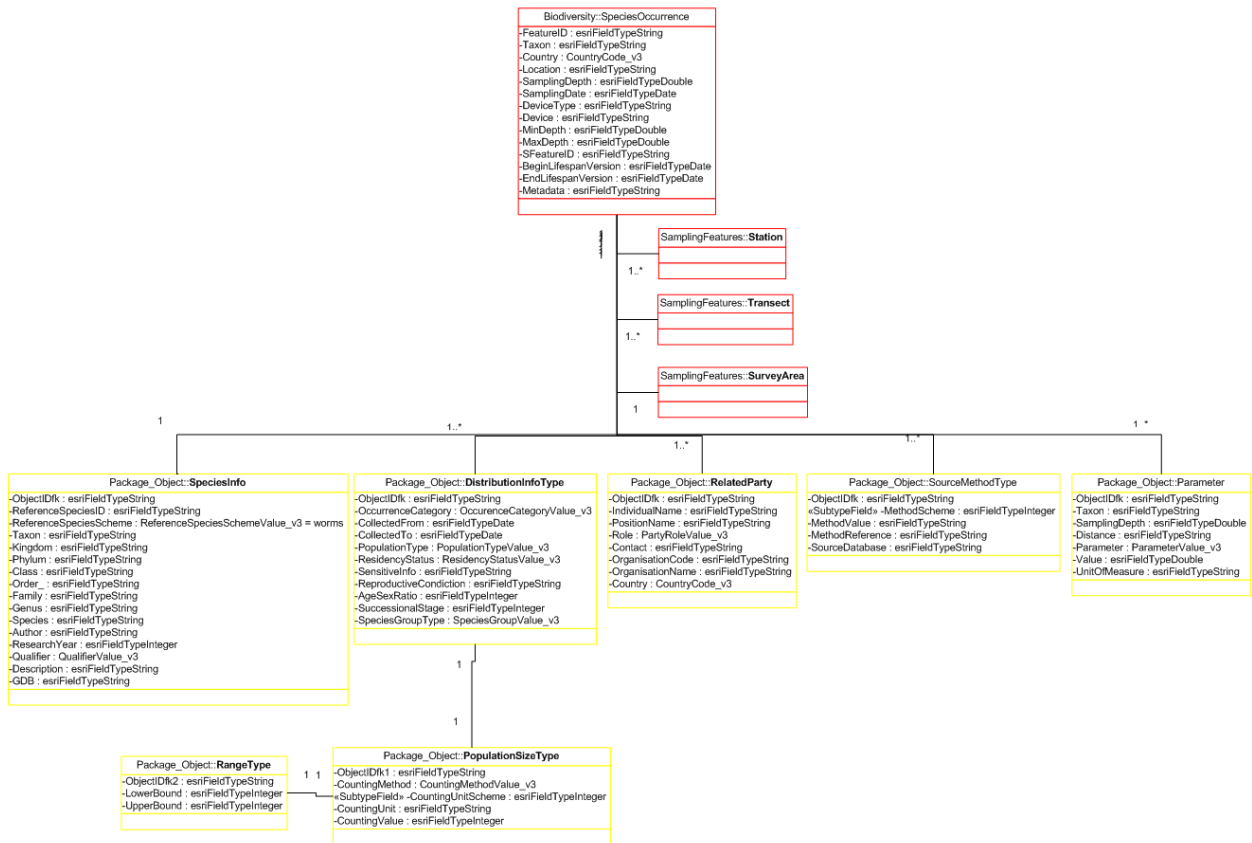 Biodiversity::SpeciesOccurrence
-FeatureID : esriFieldTypeString
-Taxon : esriFieldTypeString
-Country : CountryCode_v3
-Location : esriFieldTypeString
-SamplingDepth : esriFieldTypeDouble
-SamplingDate : esriFieldTypeDate
-DeviceType : esriFieldTypeString
-Device : esriFieldTypeString
-MinDepth : esriFieldTypeDouble
-MaxDepth : esriFieldTypeDouble
-SFeatureID : esriFieldTypeString
-BeginLifespanVersion : esriFieldTypeDate
-EndLifespanVersion : esriFieldTypeDate
-Metadata : esriFieldTypeString
SamplingFeatures::Station
1..*
SamplingFeatures::Transect
1..*
SamplingFeatures::SurveyArea
1
1
1..*
1..*
1..*
1 *
Package_Object::SpeciesInfo
-ObjectIDfk : esriFieldTypeString
-ReferenceSpeciesID : esriFieldTypeString
-ReferenceSpeciesScheme : ReferenceSpeciesSchemeValue_v3 = worms
-Taxon : esriFieldTypeString
-Kingdom : esriFieldTypeString
-Phylum : esriFieldTypeString
-Class : esriFieldTypeString
-Order_ : esriFieldTypeString
-Family : esriFieldTypeString
-Genus : esriFieldTypeString
-Species : esriFieldTypeString
-Author : esriFieldTypeString
-ResearchYear : esriFieldTypeInteger
-Qualifier : QualifierValue_v3
-Description : esriFieldTypeString
-GDB : esriFieldTypeString
Package_Object::DistributionInfoType
-ObjectIDfk : esriFieldTypeString
-OccurrenceCategory : OccurenceCategoryValue_v3
-CollectedFrom : esriFieldTypeDate
-CollectedTo : esriFieldTypeDate
-PopulationType : PopulationTypeValue_v3
-ResidencyStatus : ResidencyStatusValue_v3
-SensitiveInfo : esriFieldTypeString
-ReproductiveCondiction : esriFieldTypeString
-AgeSexRatio : esriFieldTypeInteger
-SuccessionalStage : esriFieldTypeInteger
-SpeciesGroupType : SpeciesGroupValue_v3
Package_Object::RelatedParty
-ObjectIDfk : esriFieldTypeString
-IndividualName : esriFieldTypeString
-PositionName : esriFieldTypeString
-Role : PartyRoleValue_v3
-Contact : esriFieldTypeString
-OrganisationCode : esriFieldTypeString
-OrganisationName : esriFieldTypeString
-Country : CountryCode_v3
Package_Object::SourceMethodType
-ObjectIDfk : esriFieldTypeString
«SubtypeField» -MethodScheme : esriFieldTypeInteger
-MethodValue : esriFieldTypeString
-MethodReference : esriFieldTypeString
-SourceDatabase : esriFieldTypeString
Package_Object::Parameter
-ObjectIDfk : esriFieldTypeString
-Taxon : esriFieldTypeString
-SamplingDepth : esriFieldTypeDouble
-Distance : esriFieldTypeString
-Parameter : ParameterValue_v3
-Value : esriFieldTypeDouble
-UnitOfMeasure : esriFieldTypeString
1
1
Package_Object::RangeType
-ObjectIDfk2 : esriFieldTypeString
-LowerBound : esriFieldTypeInteger
-UpperBound : esriFieldTypeInteger
1 1
Package_Object::PopulationSizeType
-ObjectIDfk1 : esriFieldTypeString
-CountingMethod : CountingMethodValue_v3
«SubtypeField» -CountingUnitScheme : esriFieldTypeInteger
-CountingUnit : esriFieldTypeString
-CountingValue : esriFieldTypeInteger